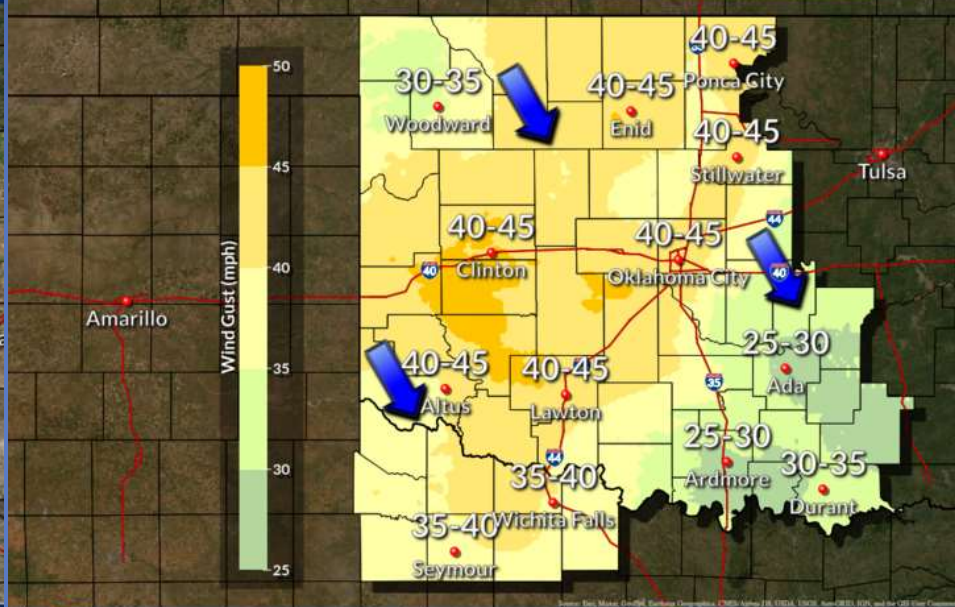 40-45
Ponca City
30-35
Woodward
40-45
Enid
40-45
Stillwater
Tulsa
44
50
45
40
35
30
25
Wind Gust (mph)
40-45
Clinton
40
40-45
Oklahoma City
40
Amarillo
40-45
Altus
40-45
Lawton
25-30
Ada
35
25-30
Ardmore
30-35
Durant
44
35-40
Wichita Falls
35-40
Seymour